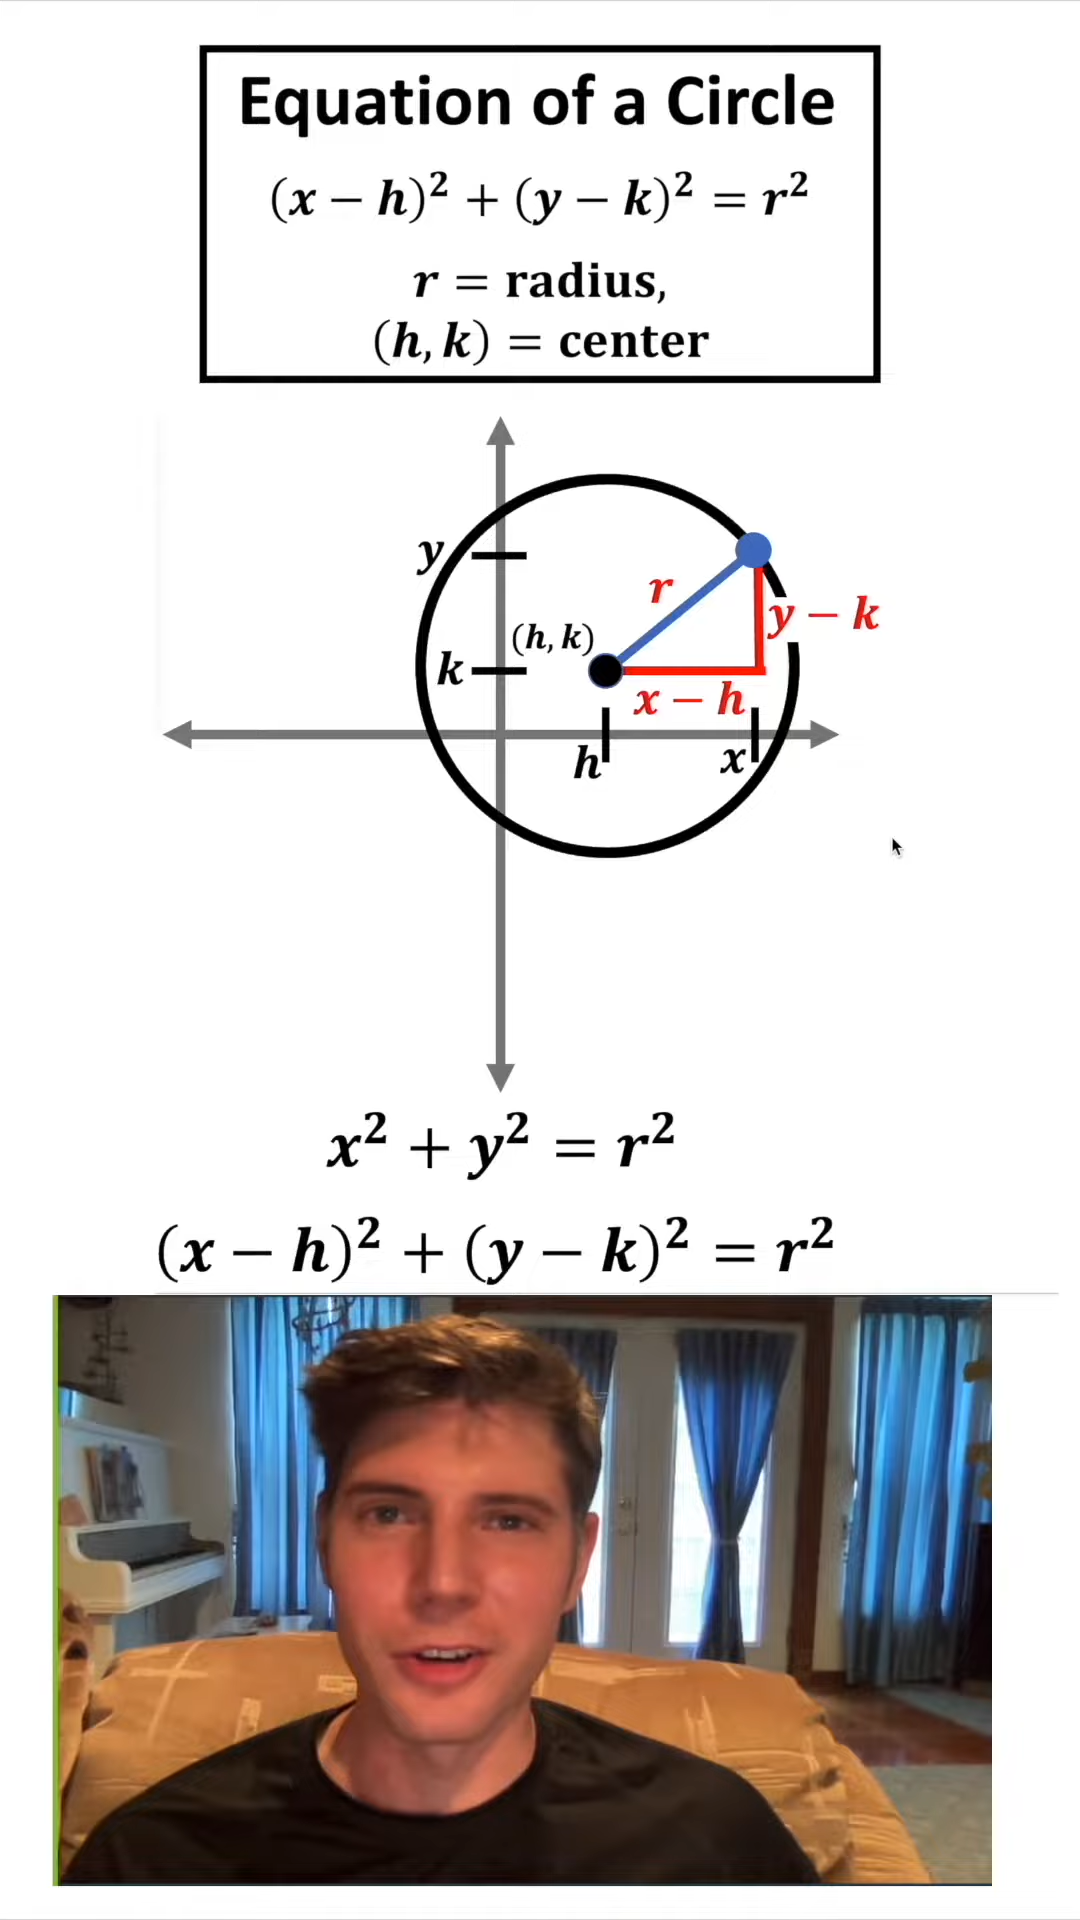 Equation of a Circle
(x − h)² + (y − k)² = r²
r = radius,
(h, k) = center
y
r
y − k
(h, k)
k
x − h
h
x
x² + y² = r²
(x − h)² + (y − k)² = r²